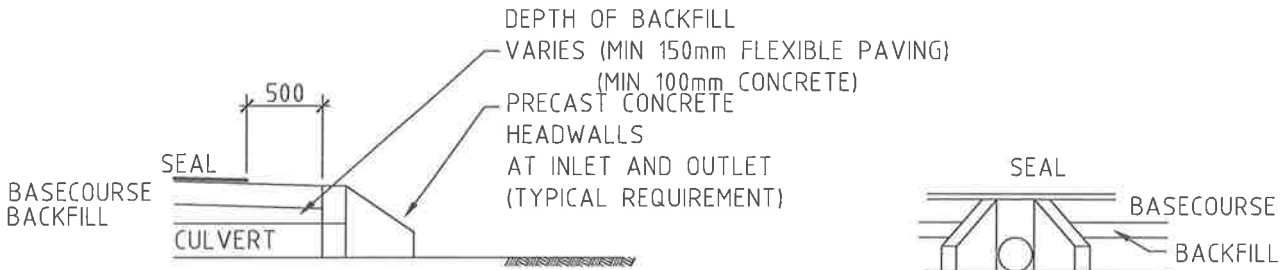 DEPTH OF BACKFILL
VARIES (MIN 150mm FLEXIBLE PAVING)
(MIN 100mm CONCRETE)
500
PRECAST CONCRETE
HEADWALLS
AT INLET AND OUTLET
(TYPICAL REQUIREMENT)
SEAL
BASECOURSE
BACKFILL
CULVERT
SEAL
BASECOURSE
BACKFILL